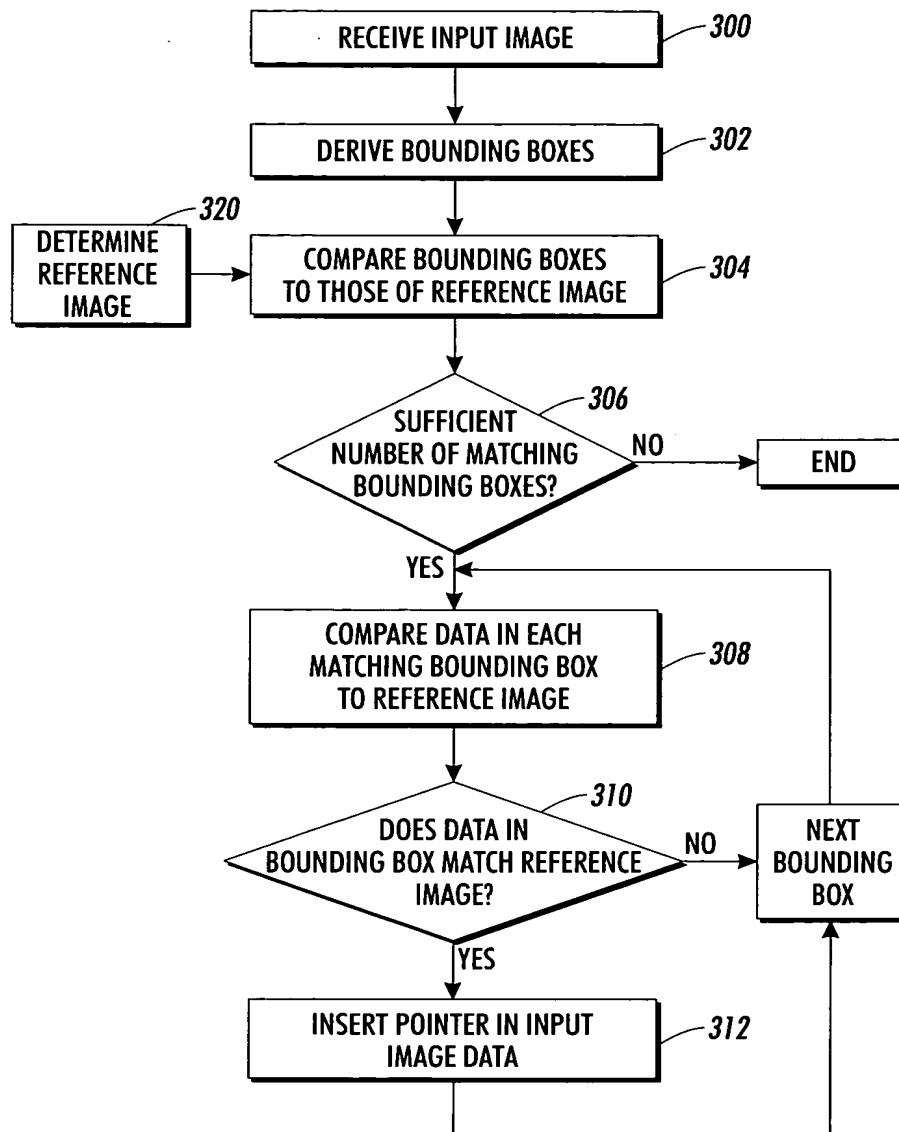 RECEIVE INPUT IMAGE
300
DERIVE BOUNDING BOXES
302
320
DETERMINE
REFERENCE
IMAGE
COMPARE BOUNDING BOXES
TO THOSE OF REFERENCE IMAGE
304
306
SUFFICIENT
NUMBER OF MATCHING
BOUNDING BOXES?
NO
END
YES
COMPARE DATA IN EACH
MATCHING BOUNDING BOX
TO REFERENCE IMAGE
308
310
DOES DATA IN
BOUNDING BOX MATCH REFERENCE
IMAGE?
NO
NEXT
BOUNDING
BOX
YES
INSERT POINTER IN INPUT
IMAGE DATA
312